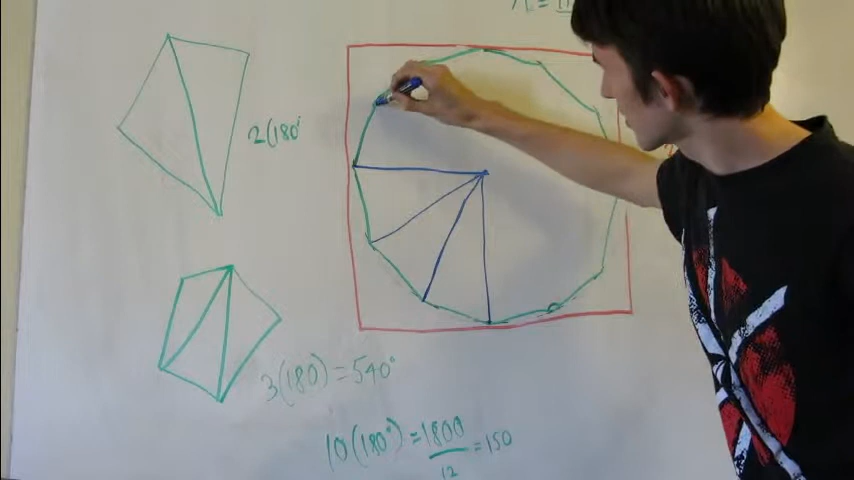 π =
2(180°
3(180) = 540°
10(180°) = 1800
12
= 150